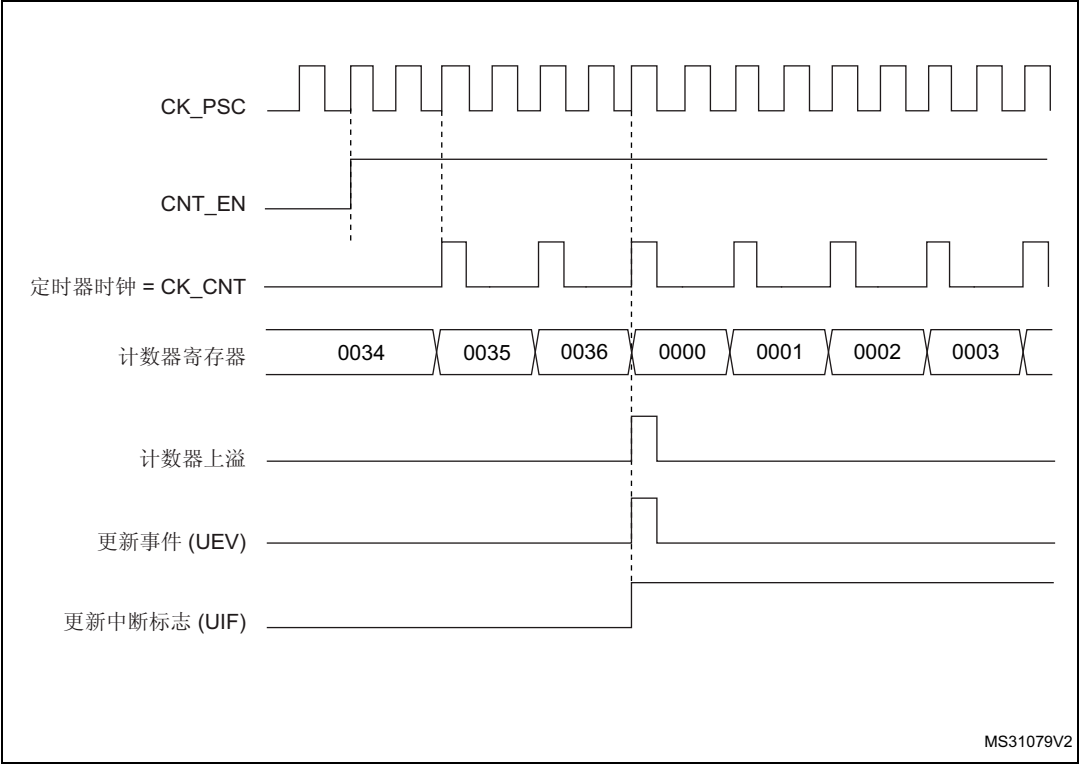 CK_PSC
CNT_EN
定时器时钟 = CK_CNT
计数器寄存器 0034 0035 0036 0000 0001 0002 0003
计数器上溢
更新事件 (UEV)
更新中断标志 (UIF)
MS31079V2